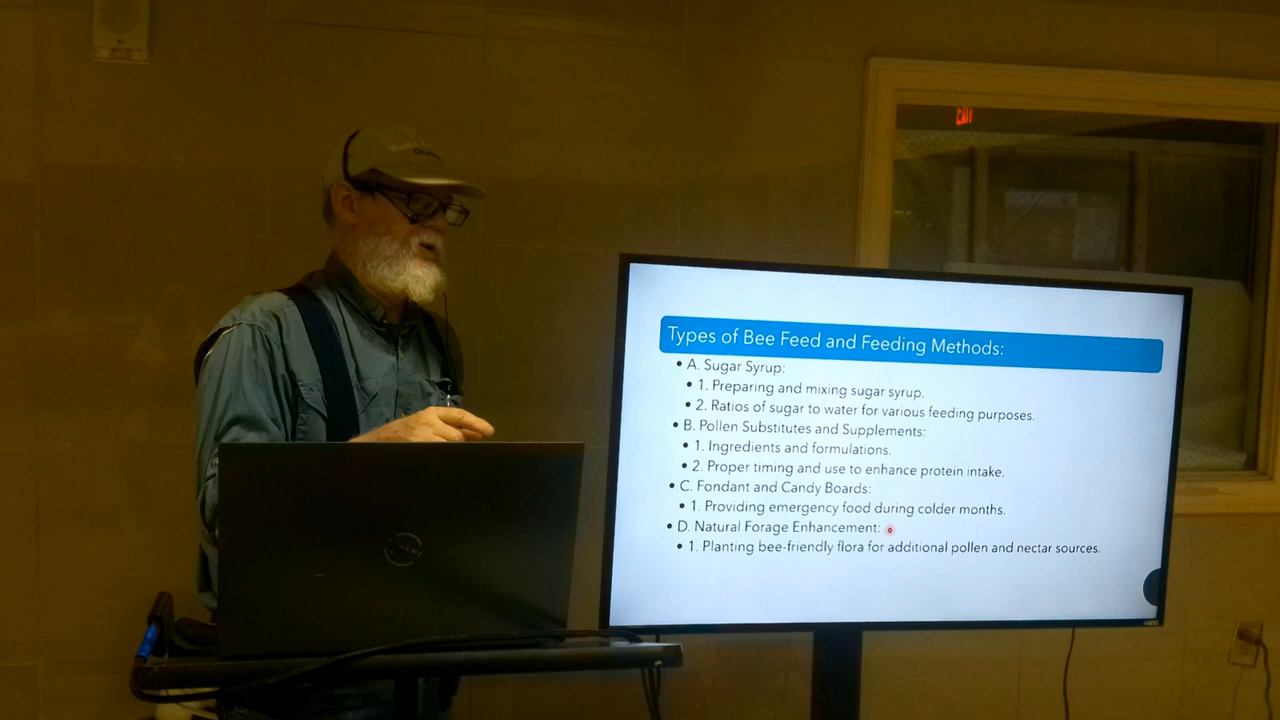 EXIT
Types of Bee Feed and Feeding Methods:
• A. Sugar Syrup:
• 1. Preparing and mixing sugar syrup.
• 2. Ratios of sugar to water for various feeding purposes.
• B. Pollen Substitutes and Supplements:
• 1. Ingredients and formulations.
• 2. Proper timing and use to enhance protein intake.
• C. Fondant and Candy Boards:
• 1. Providing emergency food during colder months.
• D. Natural Forage Enhancement:
• 1. Planting bee-friendly flora for additional pollen and nectar sources.
VIZIO
DELL